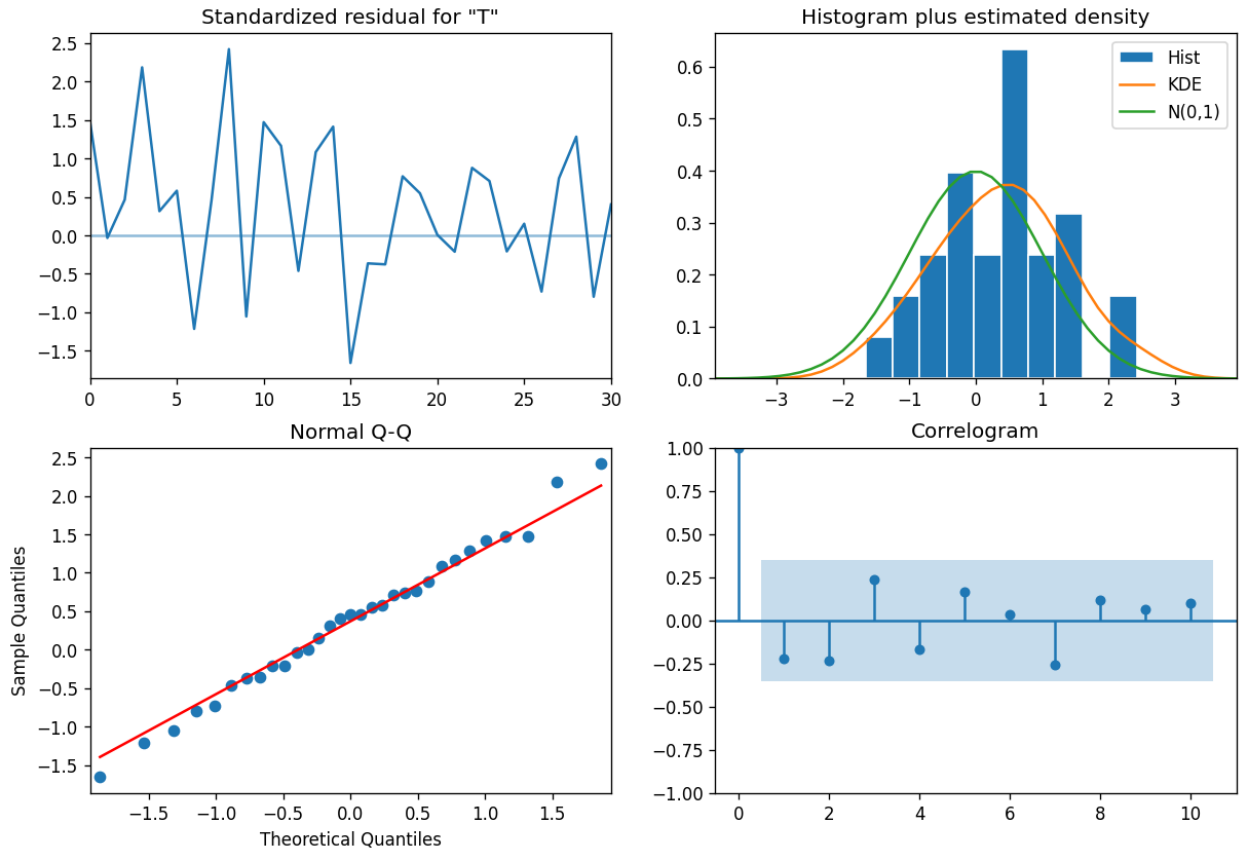 Standardized residual for "T"
2.5
2.0
1.5
1.0
0.5
0.0
−0.5
−1.0
−1.5
0 5 10 15 20 25 30
Histogram plus estimated density
Hist
KDE
N(0,1)
0.6
0.5
0.4
0.3
0.2
0.1
0.0
−3 −2 −1 0 1 2 3
Normal Q-Q
Sample Quantiles
2.5
2.0
1.5
1.0
0.5
0.0
−0.5
−1.0
−1.5
−1.5 −1.0 −0.5 0.0 0.5 1.0 1.5
Theoretical Quantiles
Correlogram
1.00
0.75
0.50
0.25
0.00
−0.25
−0.50
−0.75
−1.00
0 2 4 6 8 10